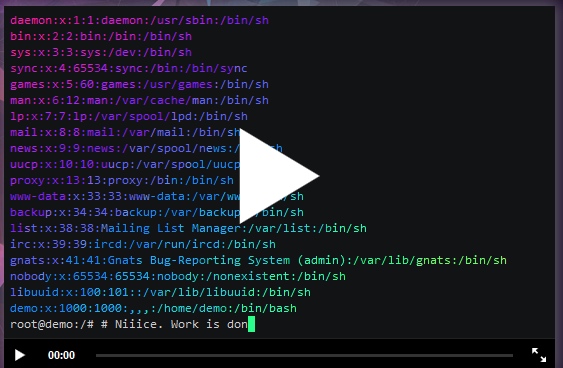 daemon:x:1:1:daemon:/usr/sbin:/bin/sh
bin:x:2:2:bin:/bin:/bin/sh
sys:x:3:3:sys:/dev:/bin/sh
sync:x:4:65534:sync:/bin:/bin/sync
games:x:5:60:games:/usr/games:/bin/sh
man:x:6:12:man:/var/cache/man:/bin/sh
lp:x:7:7:lp:/var/spool/lpd:/bin/sh
mail:x:8:8:mail:/var/mail:/bin/sh
news:x:9:9:news:/var/spool/news: /sh
uucp:x:10:10:uucp:/var/spool/uucp /sh
proxy:x:13:13:proxy:/bin:/bin/sh
www-data:x:33:33:www-data:/var/ww /sh
backup:x:34:34:backup:/var/backup /bin/sh
list:x:38:38:Mailing List Manager:/var/list:/bin/sh
irc:x:39:39:ircd:/var/run/ircd:/bin/sh
gnats:x:41:41:Gnats Bug-Reporting System (admin):/var/lib/gnats:/bin/sh
nobody:x:65534:65534:nobody:/nonexistent:/bin/sh
libuuid:x:100:101::/var/lib/libuuid:/bin/sh
demo:x:1000:1000:,,,:/home/demo:/bin/bash
root@demo:/# # Niiice. Work is don
00:00